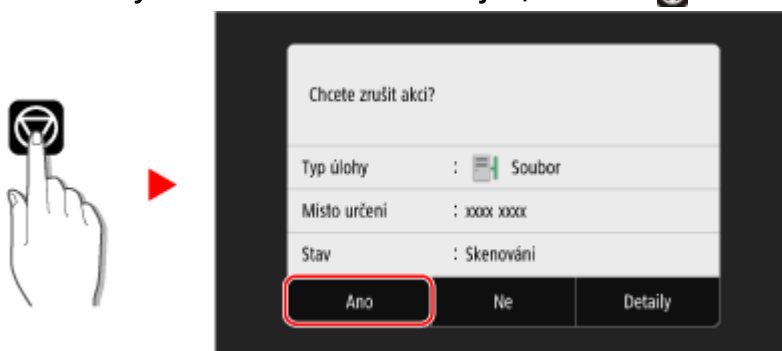 Chcete zrušit akci?
Typ úlohy : Soubor
Místo určení : xxxx xxxx
Stav : Skenování
Ano Ne Detaily